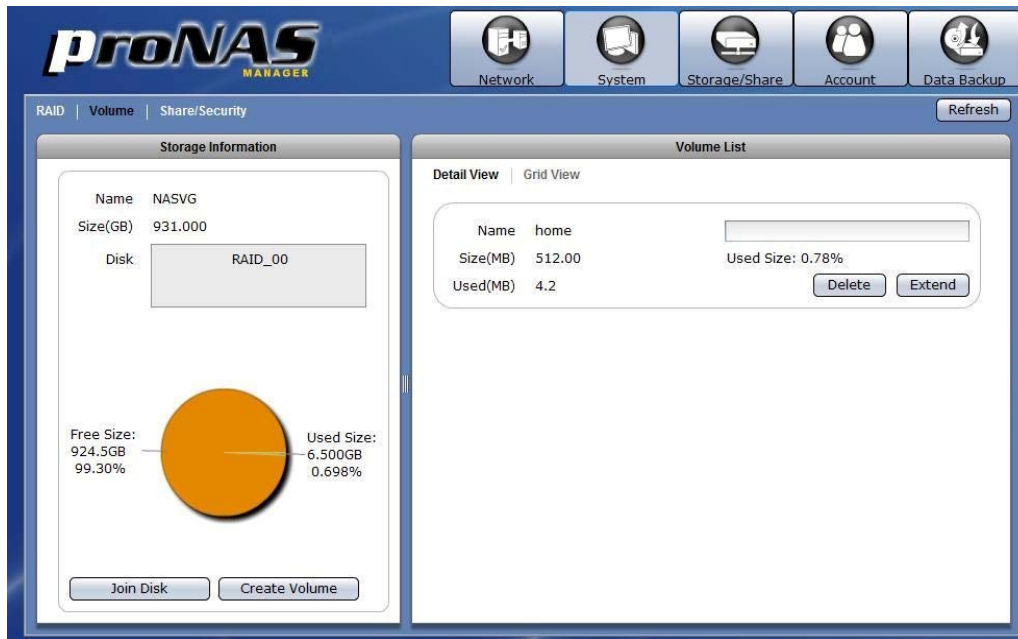 proNAS
MANAGER
Network
System
Storage/Share
Account
Data Backup
RAID | Volume | Share/Security
Refresh
Storage Information
Name NASVG
Size(GB) 931.000
Disk RAID_00
Free Size:
924.5GB
99.30%
Used Size:
6.500GB
0.698%
Join Disk
Create Volume
Volume List
Detail View | Grid View
Name home
Size(MB) 512.00
Used Size: 0.78%
Used(MB) 4.2
Delete
Extend